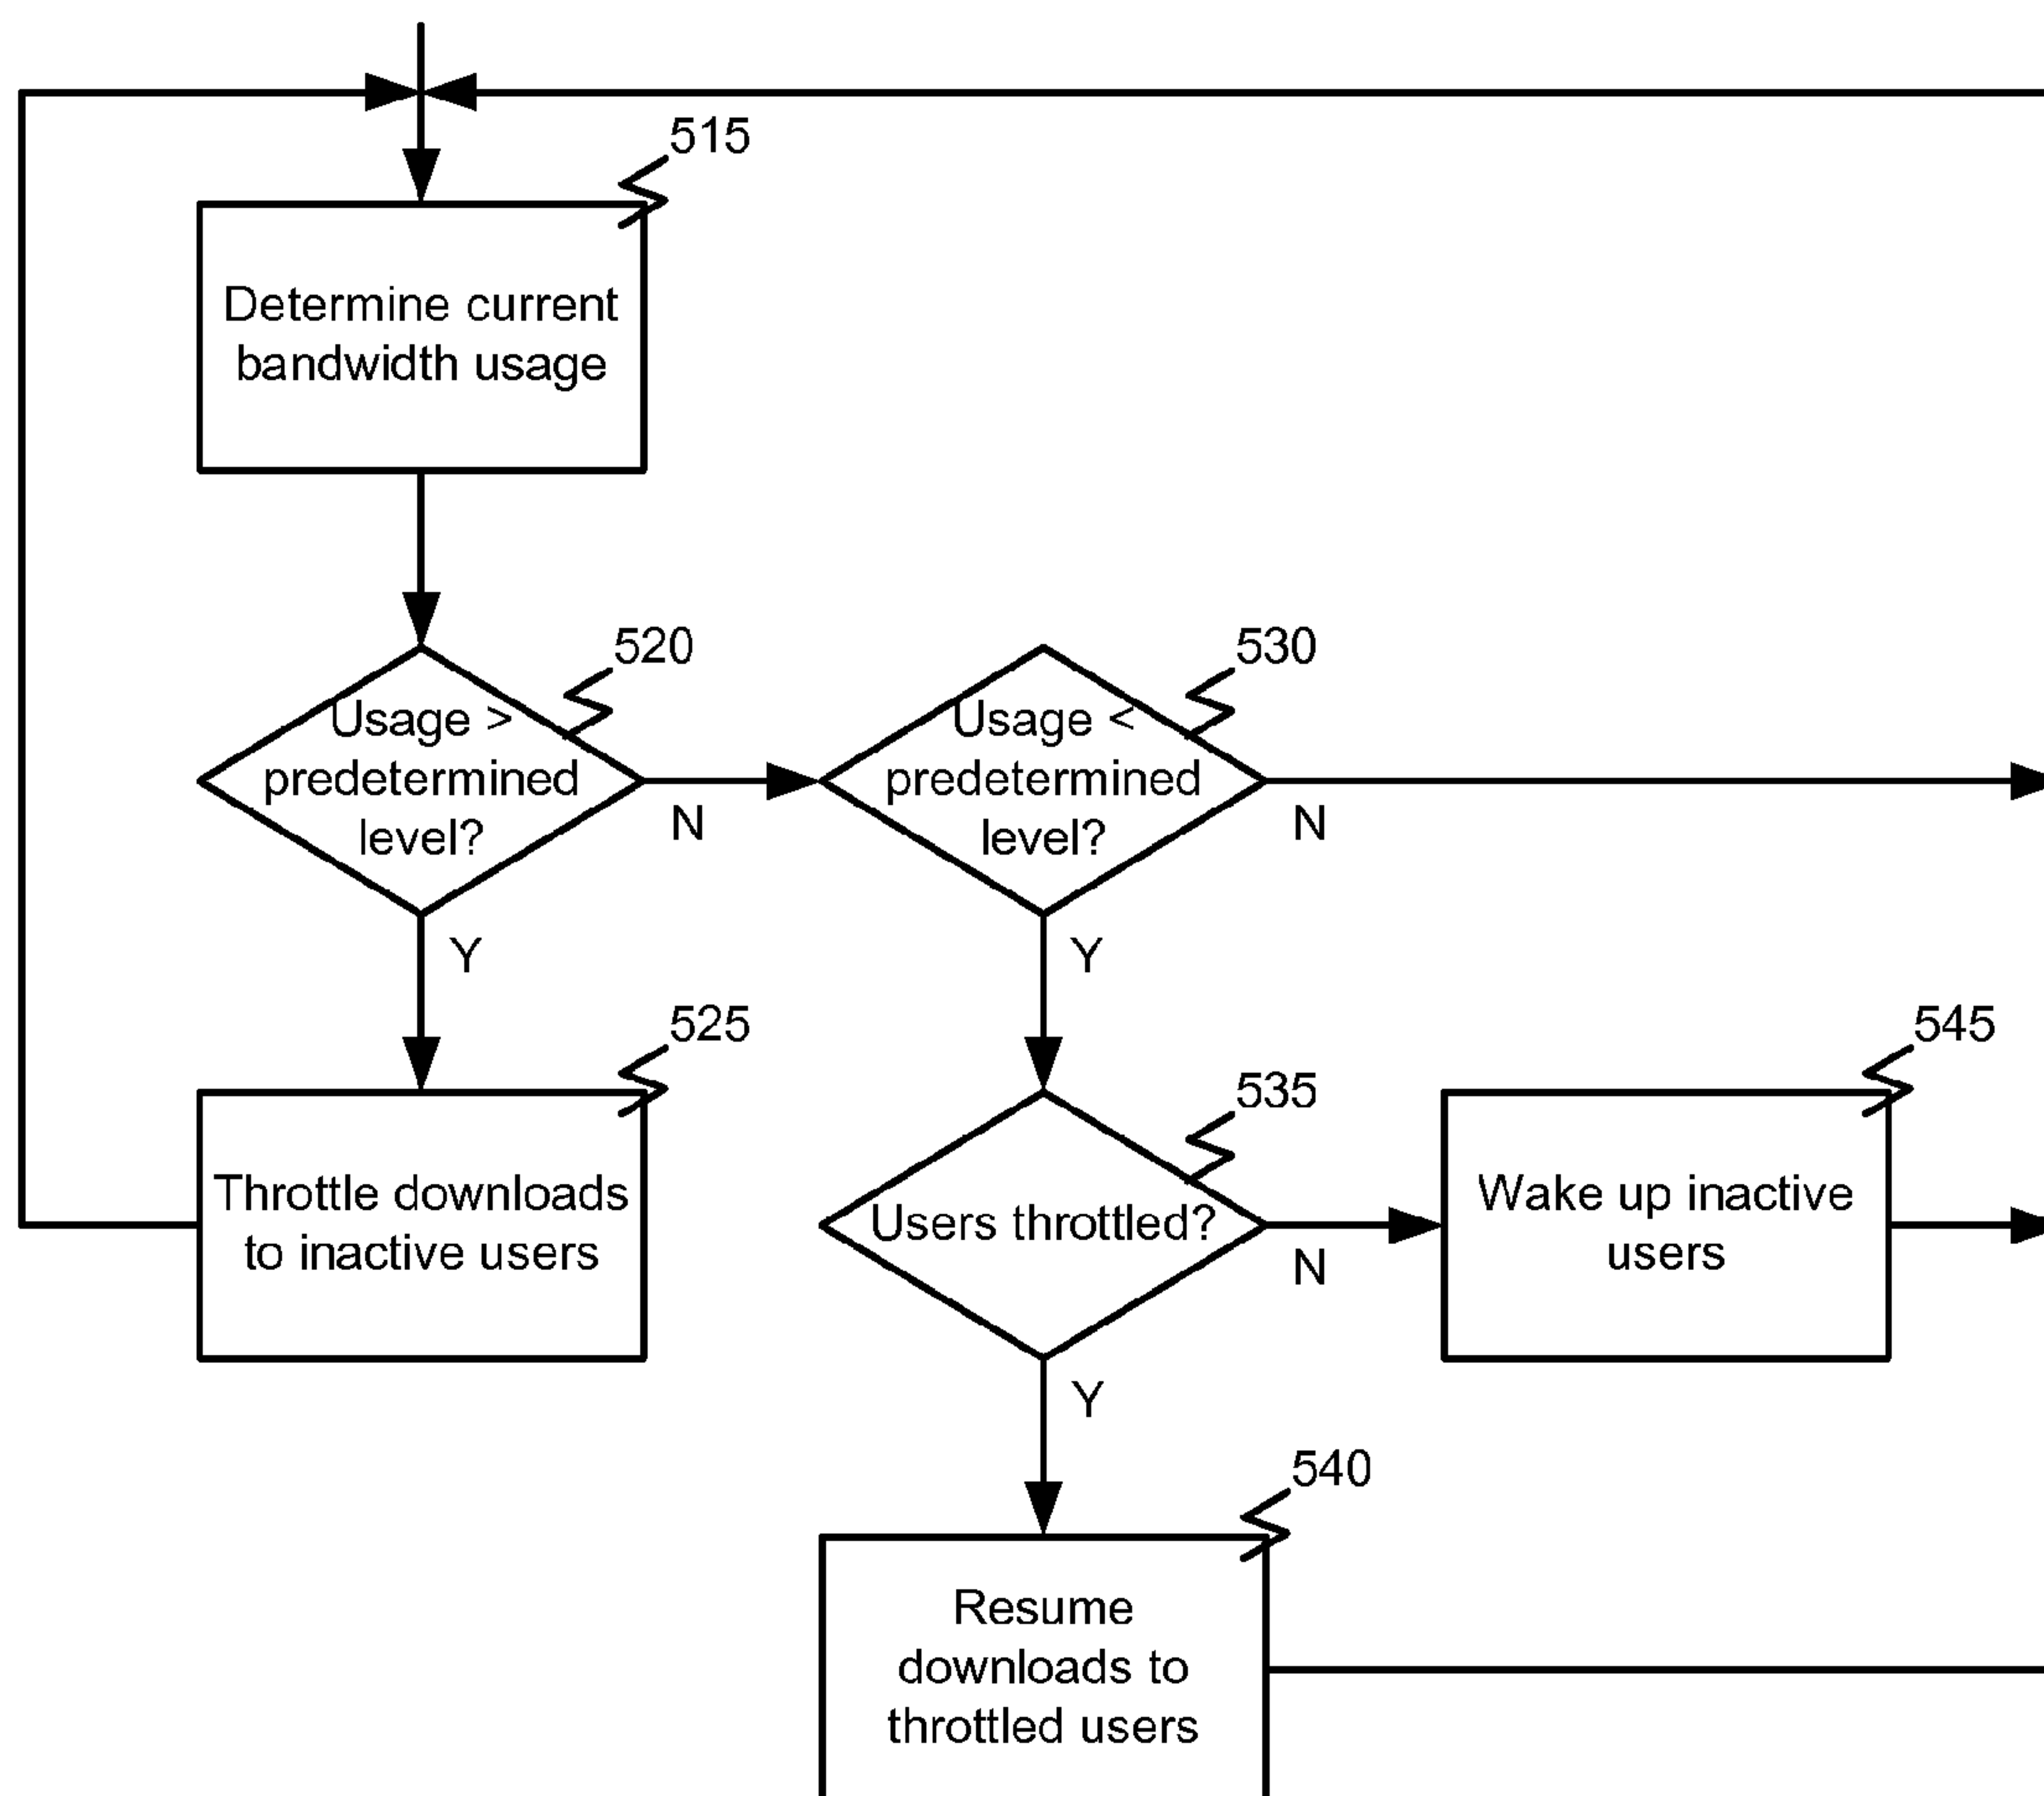 515
Determine current
bandwidth usage
520
Usage >
predetermined
level?
N
Y
530
Usage <
predetermined
level?
N
Y
525
Throttle downloads
to inactive users
535
Users throttled?
N
Y
545
Wake up inactive
users
540
Resume
downloads to
throttled users